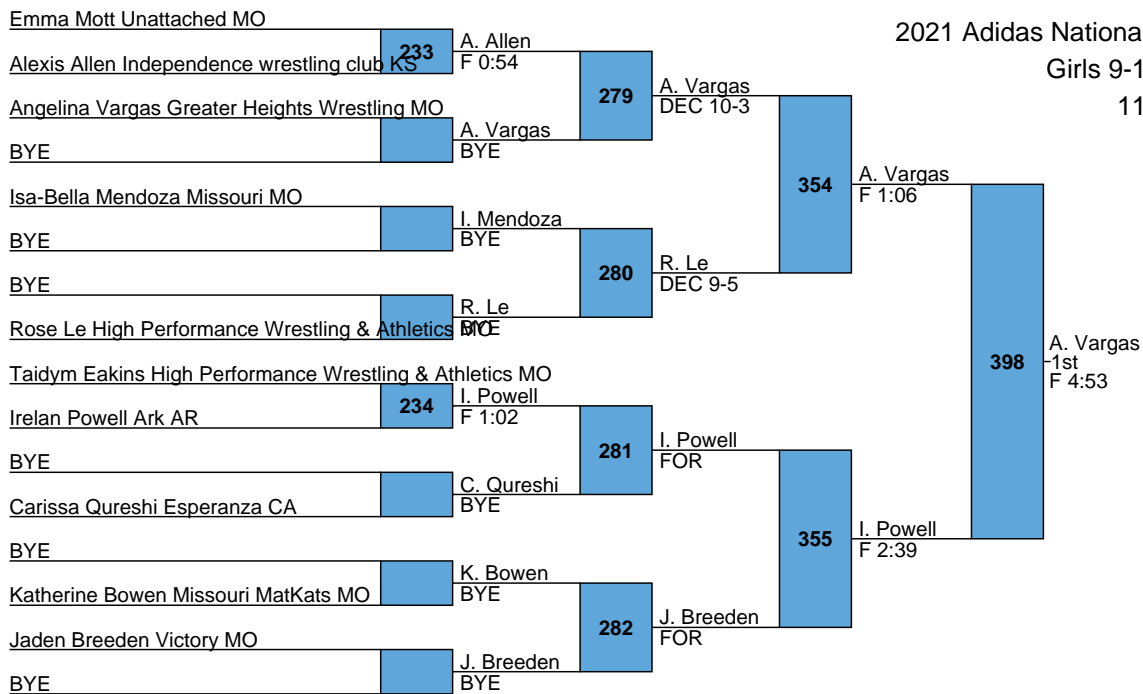 Emma Mott Unattached MO
Alexis Allen Independence wrestling club KS
Angelina Vargas Greater Heights Wrestling MO
BYE
Isa-Bella Mendoza Missouri MO
BYE
BYE
Rose Le High Performance Wrestling & Athletics MO
Taidym Eakins High Performance Wrestling & Athletics MO
Irelan Powell Ark AR
BYE
Carissa Qureshi Esperanza CA
BYE
Katherine Bowen Missouri MatKats MO
Jaden Breeden Victory MO
BYE
233
234
A. Allen
F 0:54
A. Vargas
BYE
I. Mendoza
BYE
R. Le
BYE
I. Powell
F 1:02
C. Qureshi
BYE
K. Bowen
BYE
J. Breeden
BYE
279
280
281
282
A. Vargas
DEC 10-3
R. Le
DEC 9-5
I. Powell
FOR
J. Breeden
FOR
354
355
A. Vargas
F 1:06
I. Powell
F 2:39
398
A. Vargas
1st
F 4:53
2021 Adidas Nationa
Girls 9-1
11